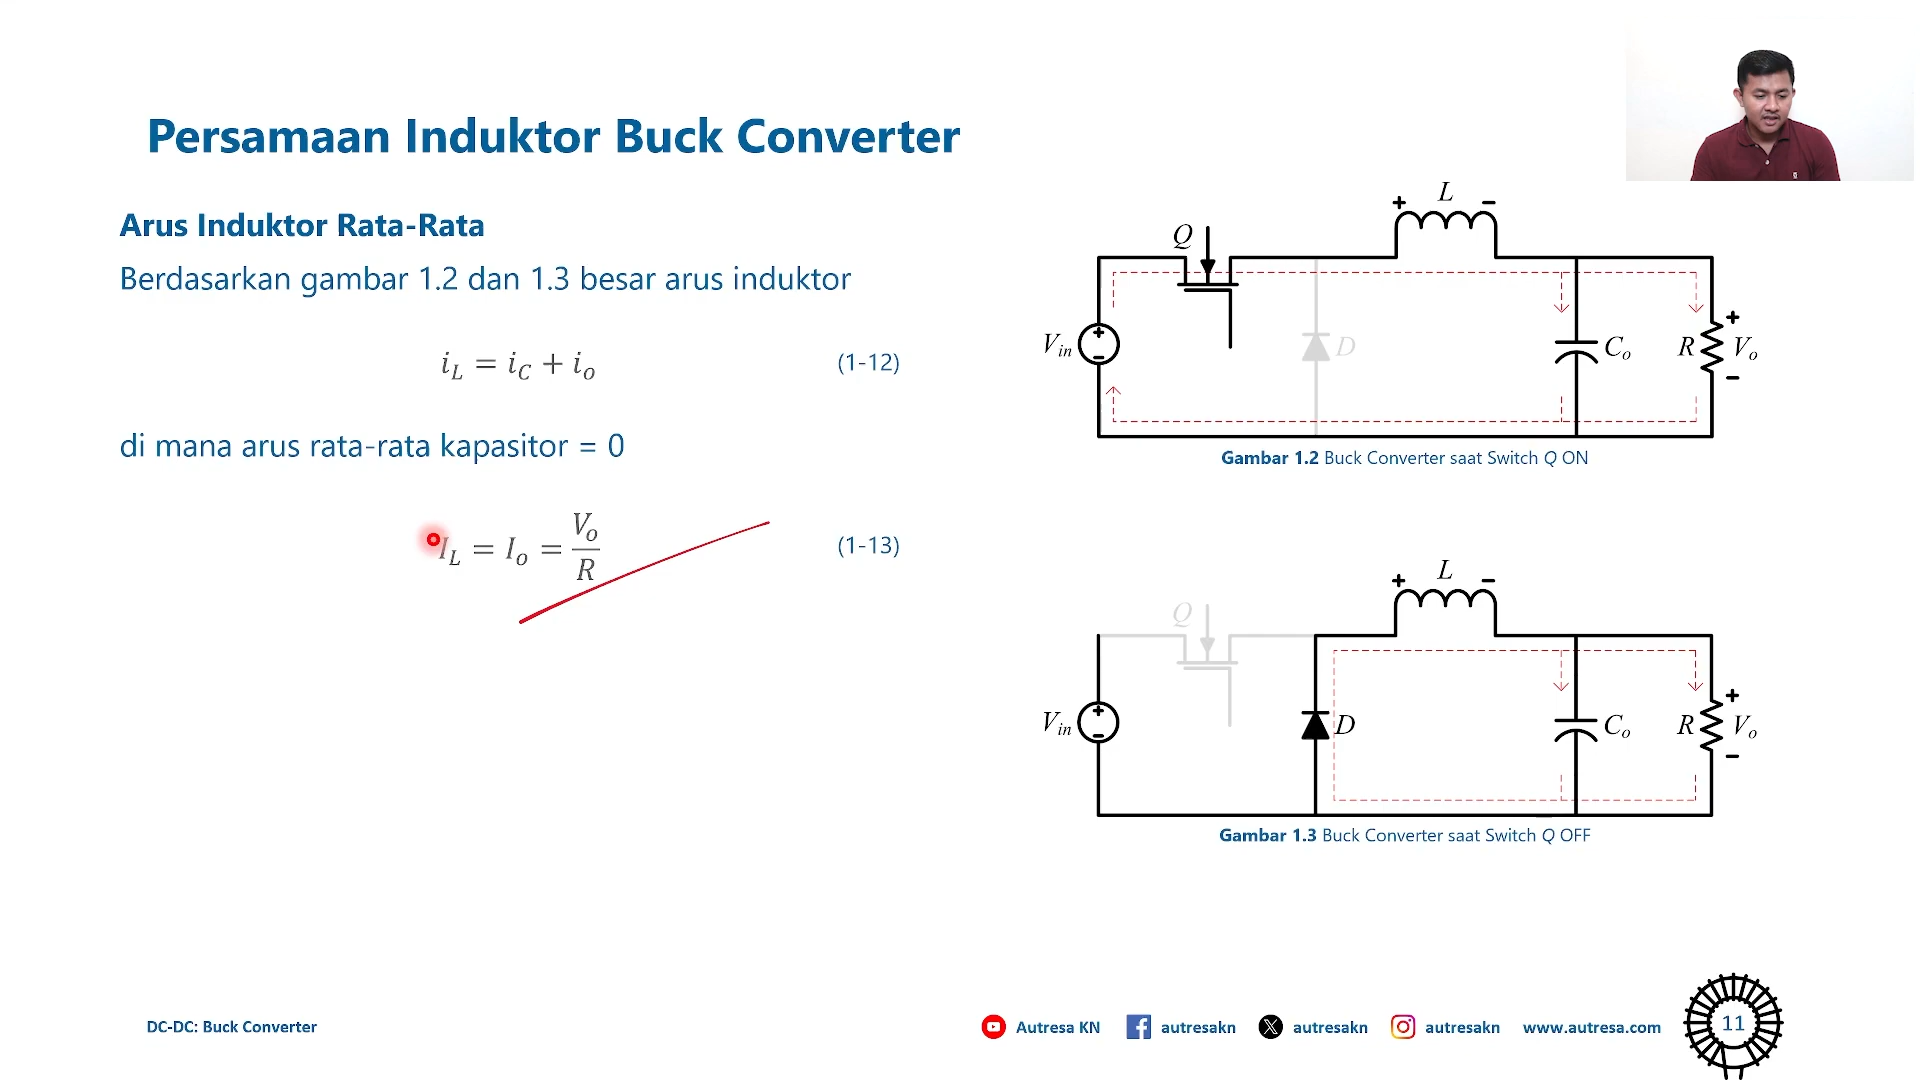 Persamaan Induktor Buck Converter
Arus Induktor Rata-Rata
Berdasarkan gambar 1.2 dan 1.3 besar arus induktor
i_L = i_C + i_o (1-12)
di mana arus rata-rata kapasitor = 0
I_L = I_o = V_o / R (1-13)
Q
+ L −
V_in + −
D
C_o
R + V_o −
Gambar 1.2 Buck Converter saat Switch Q ON
Q
+ L −
V_in + −
D
C_o
R + V_o −
Gambar 1.3 Buck Converter saat Switch Q OFF
DC-DC: Buck Converter
Autresa KN autresakn autresakn autresakn www.autresa.com
11